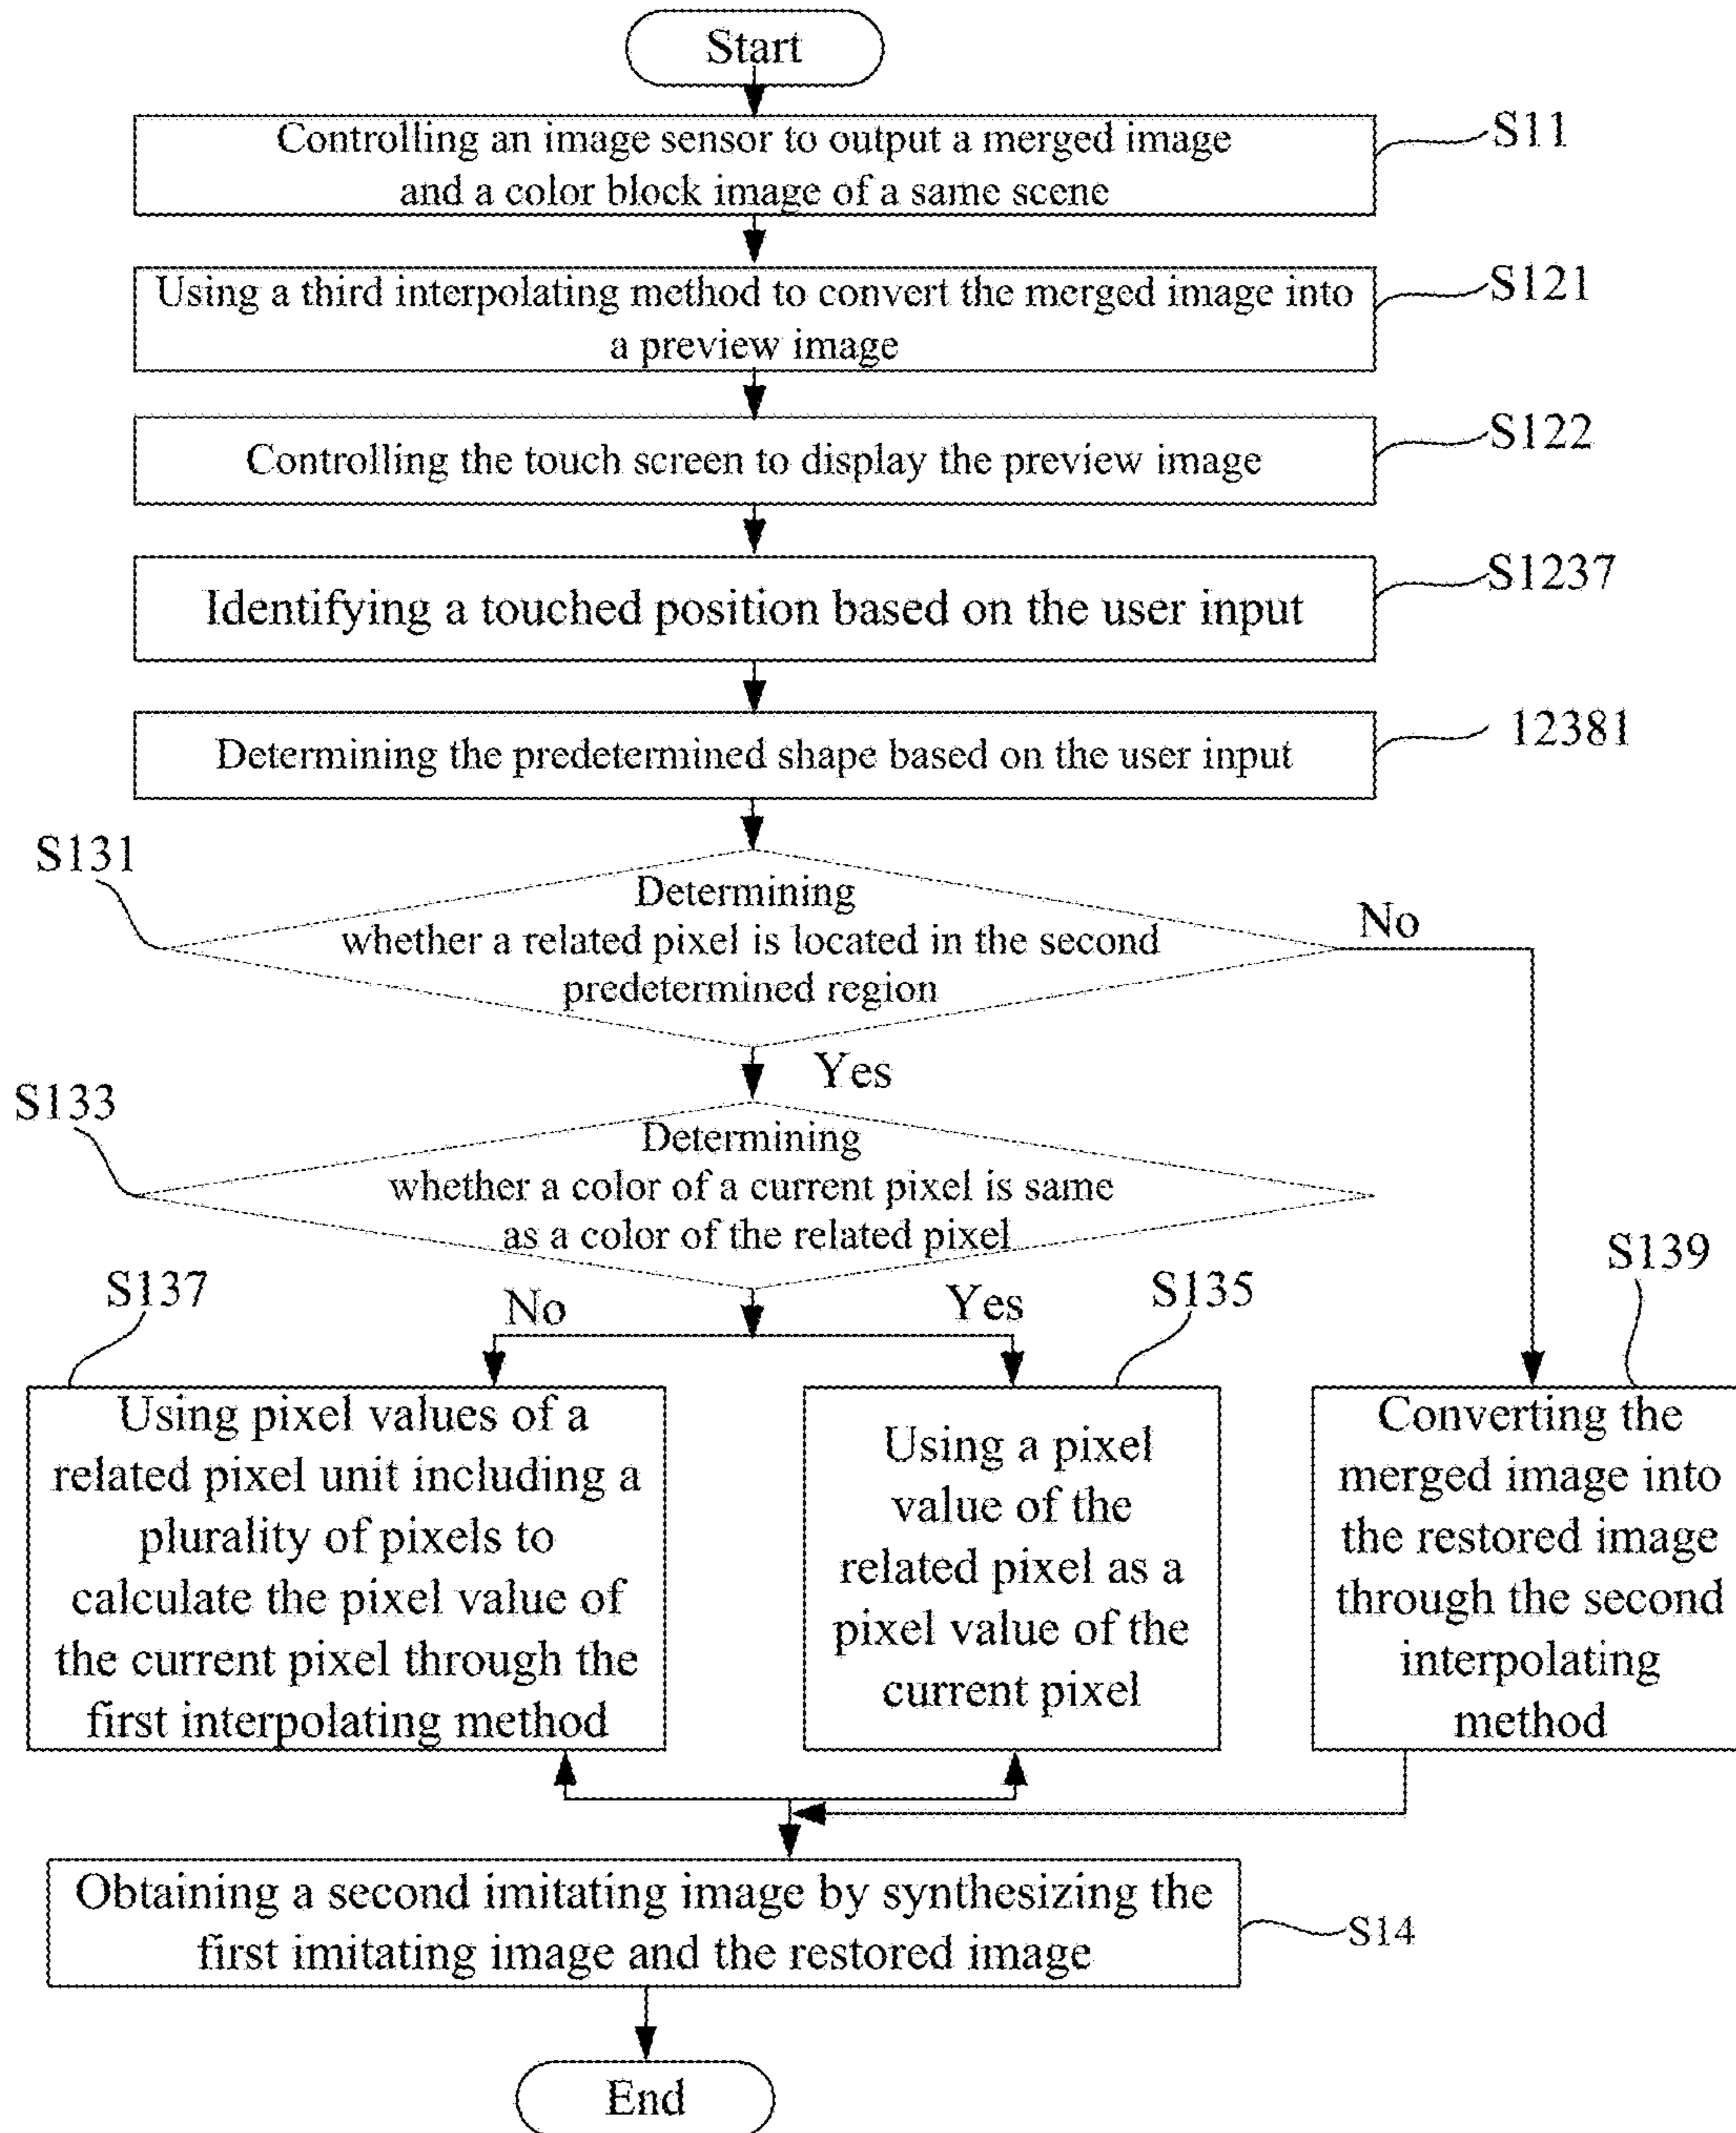 Start
Controlling an image sensor to output a merged image
and a color block image of a same scene
S11
Using a third interpolating method to convert the merged image into
a preview image
S121
Controlling the touch screen to display the preview image
S122
Identifying a touched position based on the user input
S1237
Determining the predetermined shape based on the user input
12381
S131
Determining
whether a related pixel is located in the second
predetermined region
No
Yes
S133
Determining
whether a color of a current pixel is same
as a color of the related pixel
S137
No
Yes
S135
S139
Using pixel values of a
related pixel unit including a
plurality of pixels to
calculate the pixel value of
the current pixel through the
first interpolating method
Using a pixel
value of the
related pixel as a
pixel value of the
current pixel
Converting the
merged image into
the restored image
through the second
interpolating
method
Obtaining a second imitating image by synthesizing the
first imitating image and the restored image
S14
End